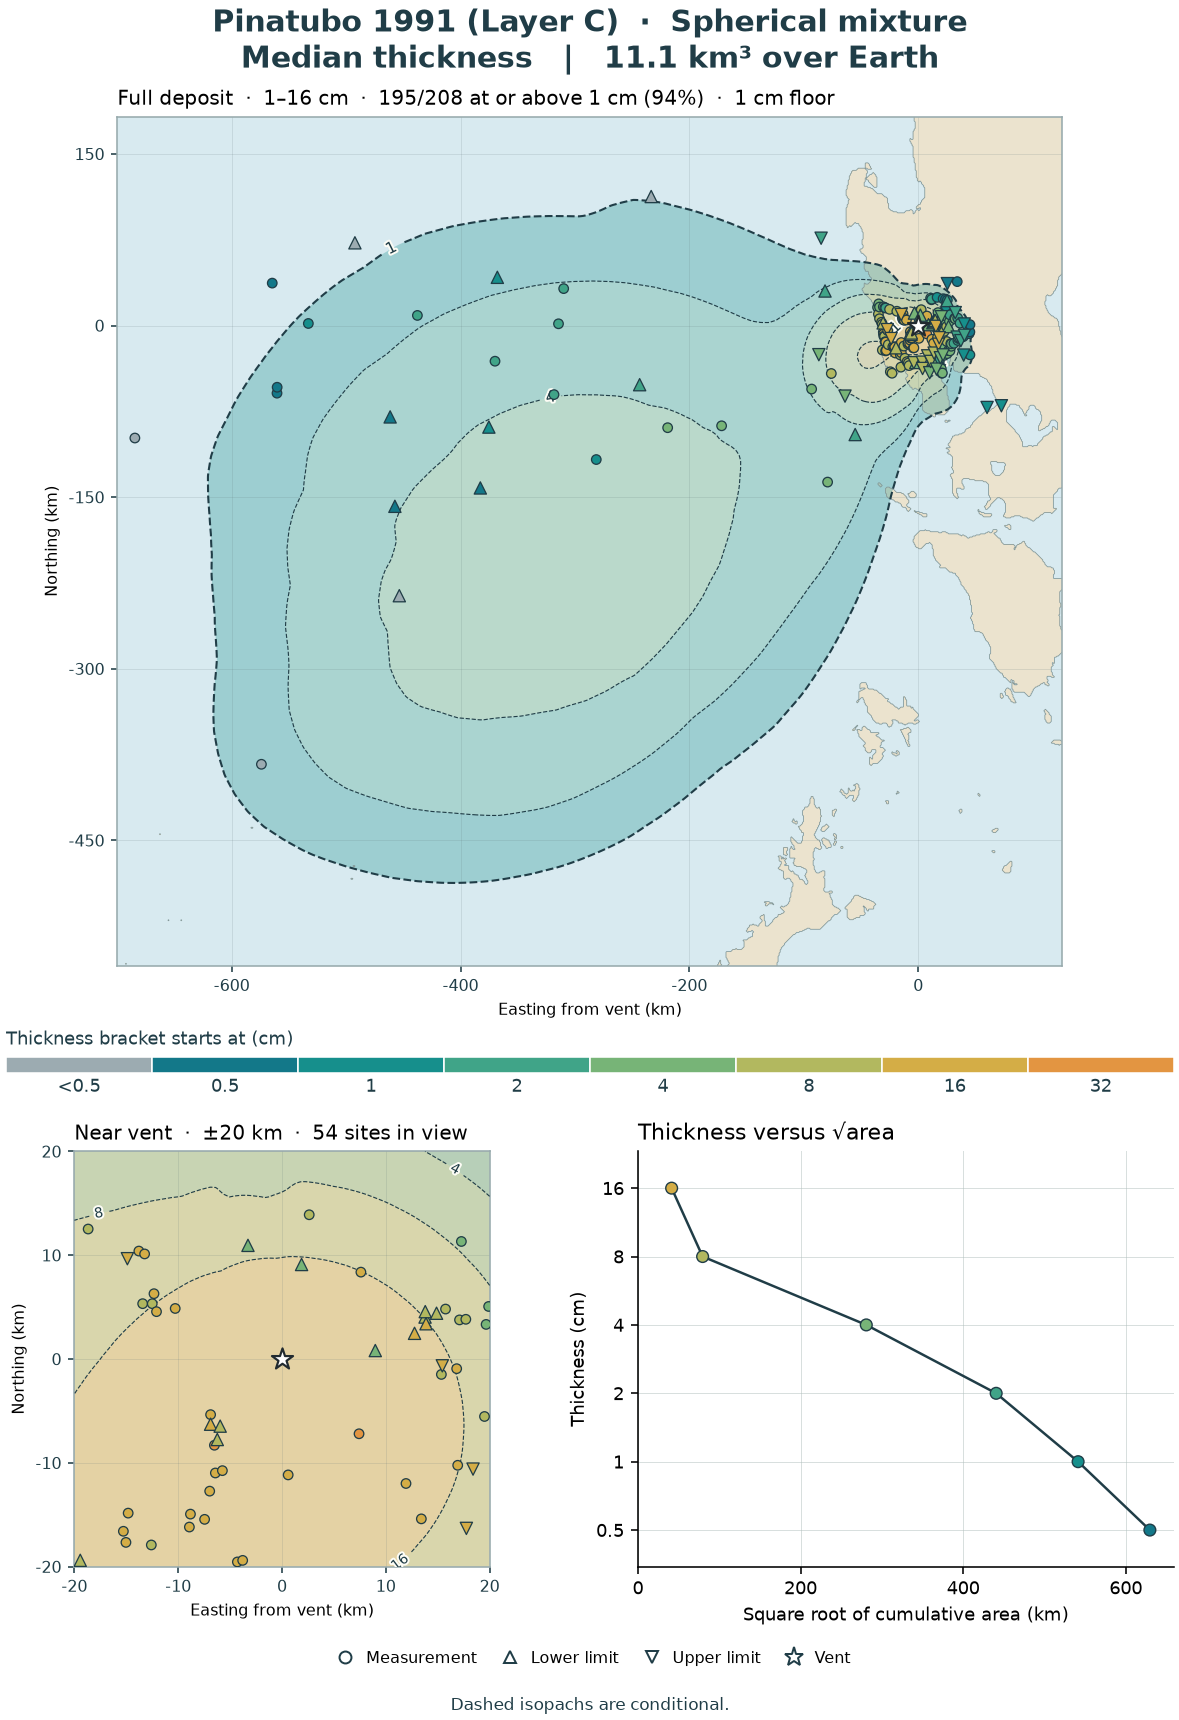 Pinatubo 1991 (Layer C)  ·  Spherical mixture
Median thickness   |   11.1 km³ over Earth
Full deposit  ·  1–16 cm  ·  195/208 at or above 1 cm (94%)  ·  1 cm floor
150
0
-150
-300
-450
Northing (km)
1
4
1
-600
-400
-200
0
Easting from vent (km)
Thickness bracket starts at (cm)
<0.5
0.5
1
2
4
8
16
32
Near vent  ·  ±20 km  ·  54 sites in view
20
10
0
-10
-20
Northing (km)
4
8
16
-20
-10
0
10
20
Easting from vent (km)
Thickness versus √area
16
8
4
2
1
0.5
Thickness (cm)
0
200
400
600
Square root of cumulative area (km)
Measurement
Lower limit
Upper limit
Vent
Dashed isopachs are conditional.